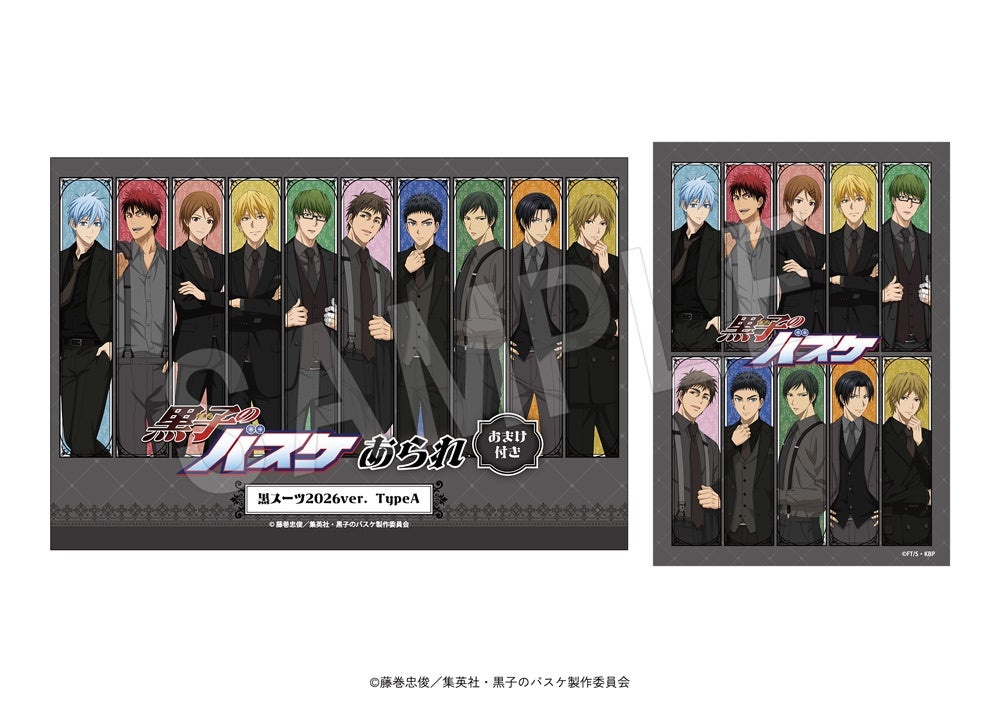 SAMPLE
黒子の
バスケ
あられ
おまけ
付き
黒スーツ2026ver. TypeA
©藤巻忠俊／集英社・黒子のバスケ製作委員会
黒子の
バスケ
©FT/S・KBP
©藤巻忠俊／集英社・黒子のバスケ製作委員会